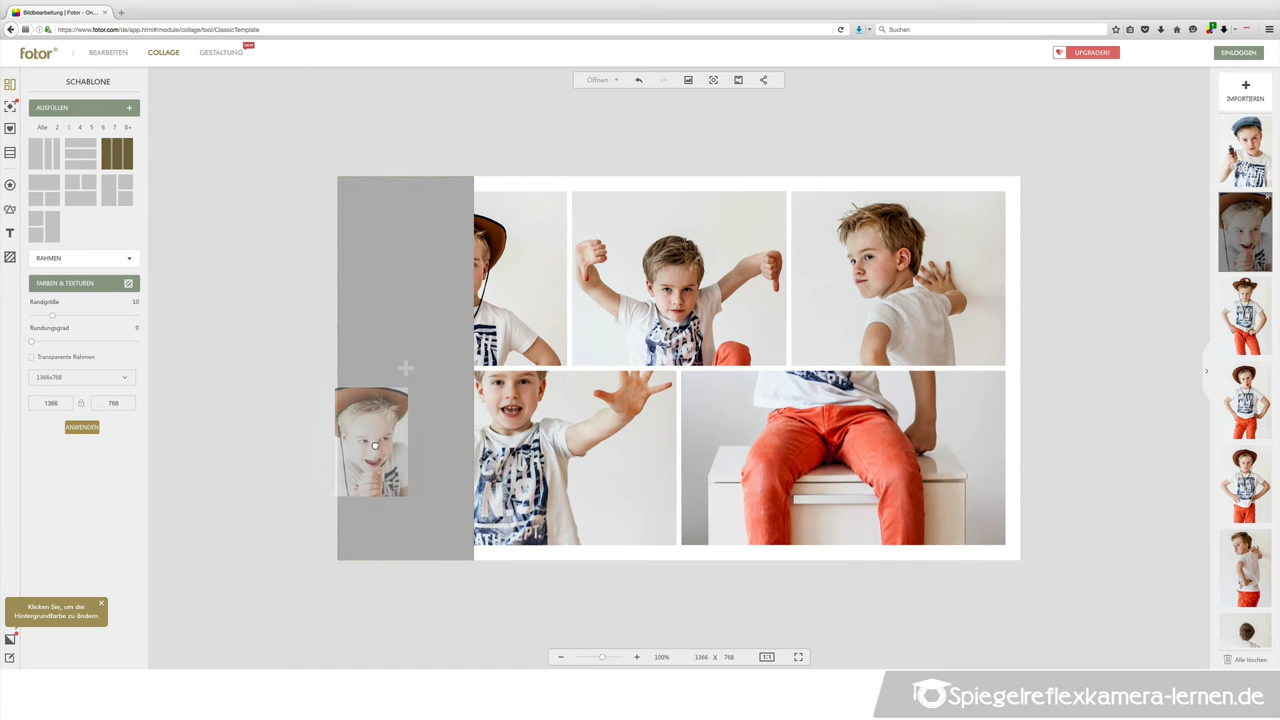 Bildbearbeitung | Fotor - On...
https://www.fotor.com/de/app.html#!module/collage/tool/ClassicTemplate
Suchen
fotor
BEARBEITEN
COLLAGE
GESTALTUNG
NEW
UPGRADEN!
EINLOGGEN
SCHABLONE
Öffnen
AUSFÜLLEN
IMPORTIEREN
Alle 2 3 4 5 6 7 8+
RAHMEN
FARBEN & TEXTUREN
Randgröße 10
Rundungsgrad 0
Transparente Rahmen
1366x768
1366 768
ANWENDEN
Klicken Sie, um die
Hintergrundfarbe zu ändern.
100% 1366 X 768 1:1
Alle löschen
Spiegelreflexkamera-lernen.de